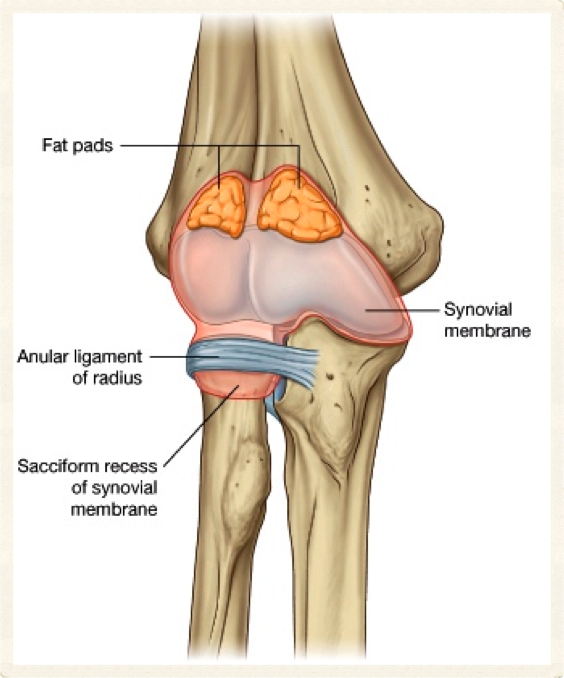 Fat pads
Synovial
membrane
Anular ligament
of radius
Sacciform recess
of synovial
membrane